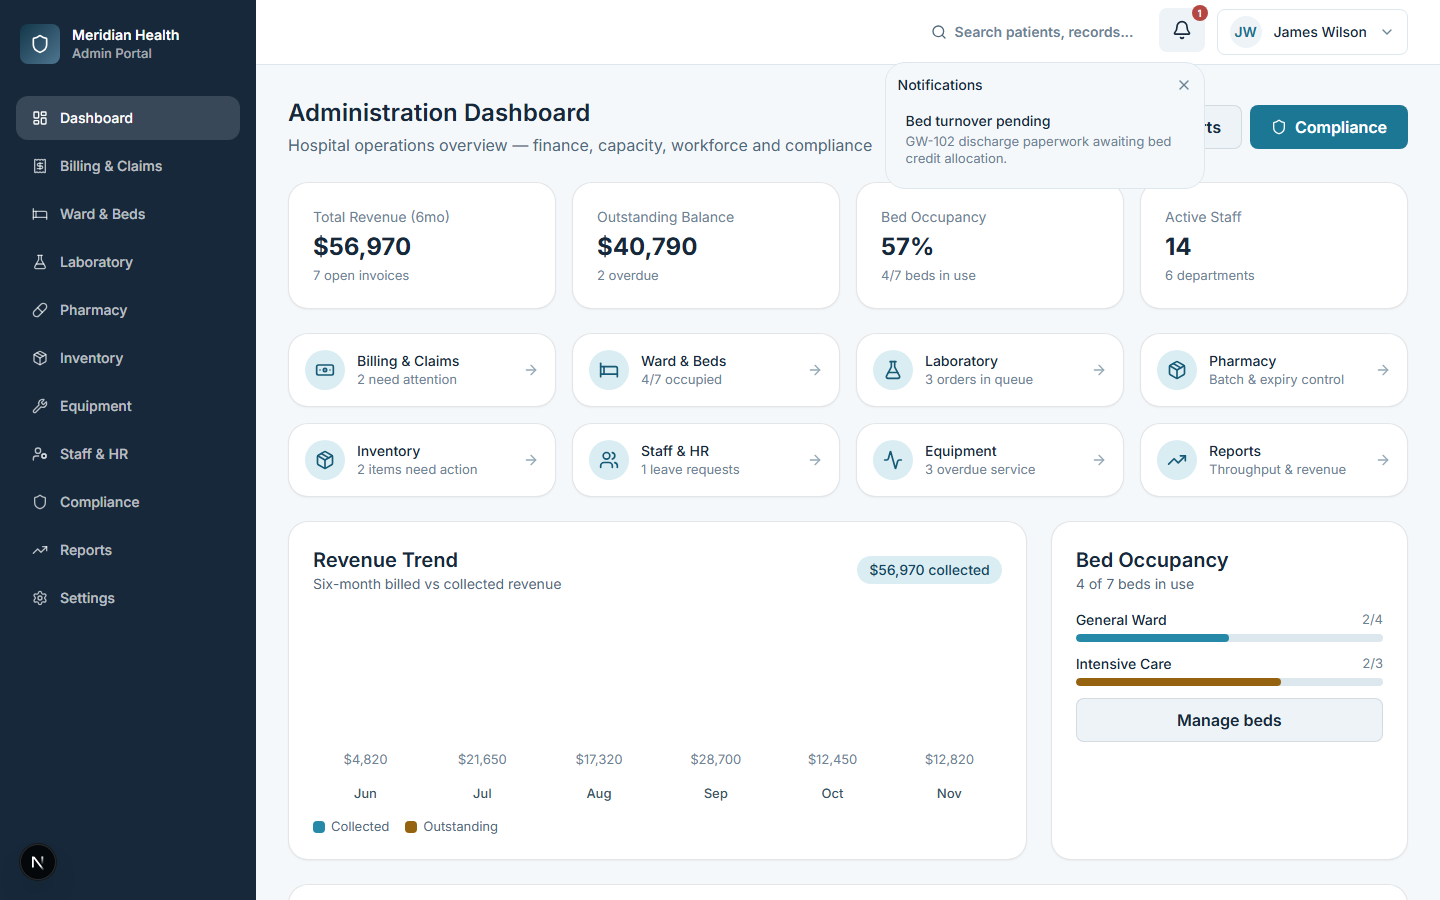 Meridian Health
Admin Portal
Dashboard
Billing & Claims
Ward & Beds
Laboratory
Pharmacy
Inventory
Equipment
Staff & HR
Compliance
Reports
Settings
N
Search patients, records...
1
JW
James Wilson
Notifications
Bed turnover pending
GW-102 discharge paperwork awaiting bed
credit allocation.
Administration Dashboard
Hospital operations overview — finance, capacity, workforce and compliance
rts
Compliance
Total Revenue (6mo)
$56,970
7 open invoices
Outstanding Balance
$40,790
2 overdue
Bed Occupancy
57%
4/7 beds in use
Active Staff
14
6 departments
Billing & Claims
2 need attention
Ward & Beds
4/7 occupied
Laboratory
3 orders in queue
Pharmacy
Batch & expiry control
Inventory
2 items need action
Staff & HR
1 leave requests
Equipment
3 overdue service
Reports
Throughput & revenue
Revenue Trend
Six-month billed vs collected revenue
$56,970 collected
$4,820 $21,650 $17,320 $28,700 $12,450 $12,820
Jun Jul Aug Sep Oct Nov
Collected Outstanding
Bed Occupancy
4 of 7 beds in use
General Ward 2/4
Intensive Care 2/3
Manage beds